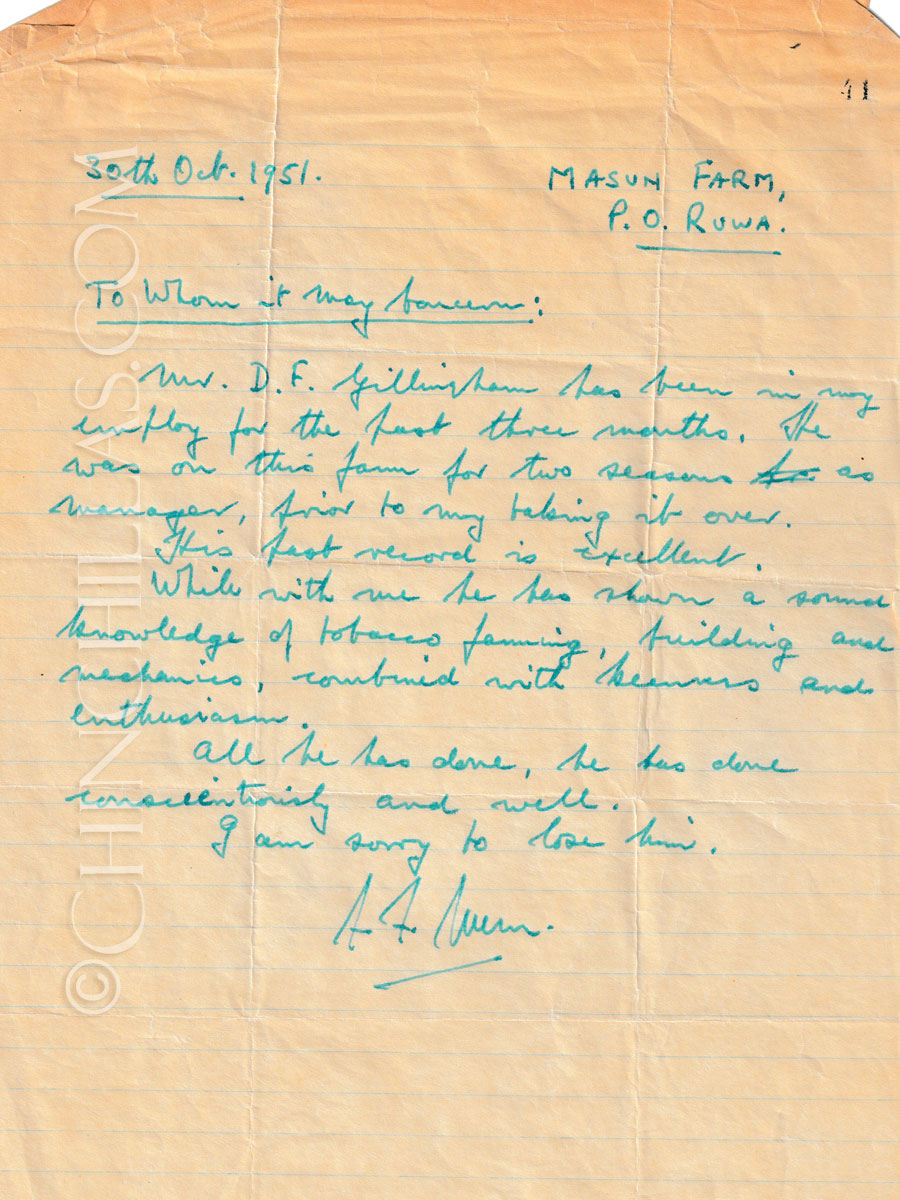 41
30th Oct. 1951.
MASUN FARM,
P.O. RUWA.
To Whom it May Concern:
Mr. D.F. Gillingham has been in my
employ for the past three months. He
was on this farm for two seasons as
manager, prior to my taking it over.
His past record is excellent.
While with me he has shown a sound
knowledge of tobacco farming, building and
mechanics, combined with keenness and
enthusiasm.
All he has done, he has done
conscientiously and well.
I am sorry to lose him.
©CHINCHILLAS.COM